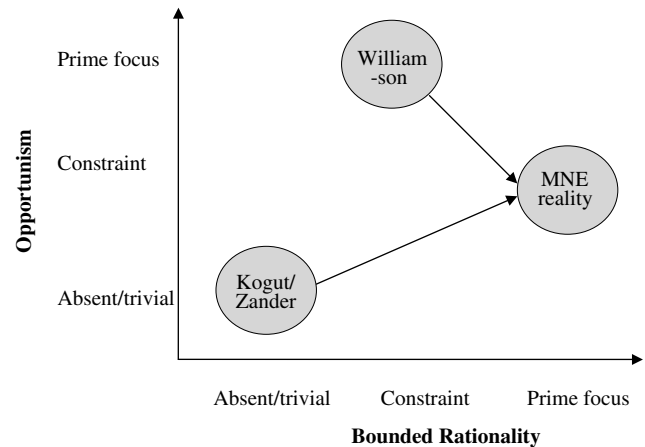 Prime focus
William
-son
Constraint
MNE
reality
Opportunism
Kogut/
Zander
Absent/trivial
Absent/trivial Constraint Prime focus
Bounded Rationality